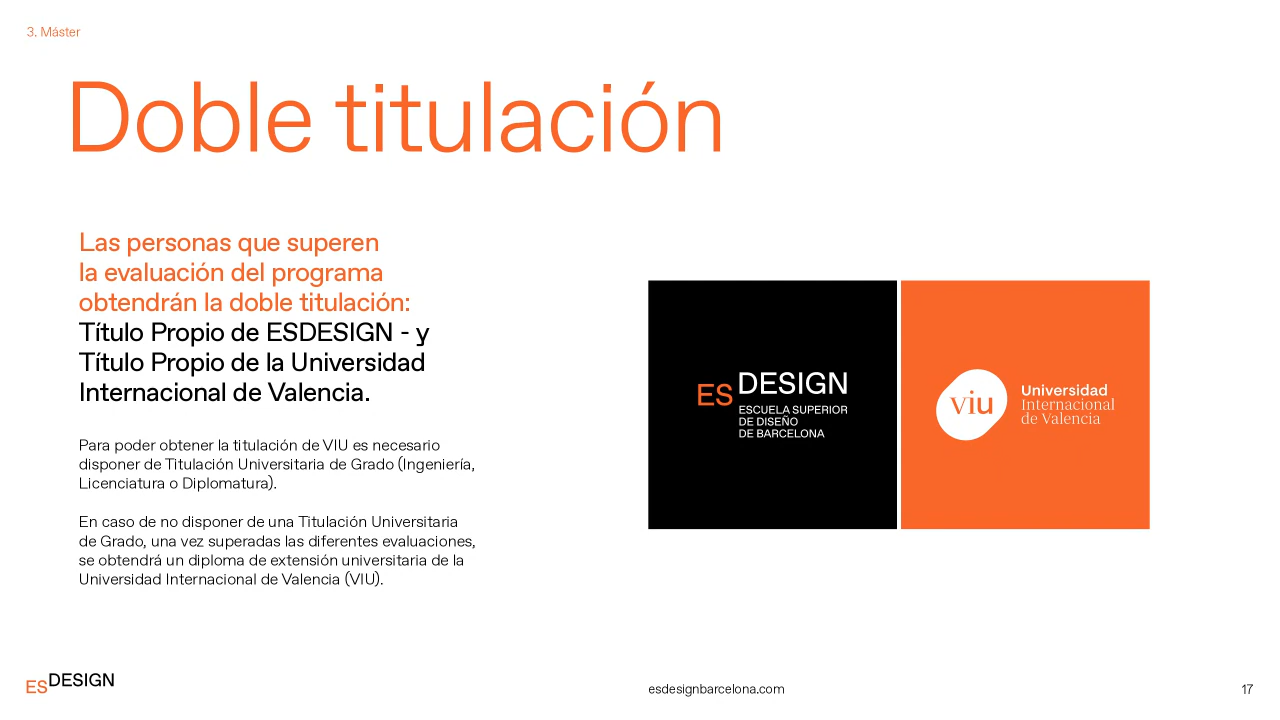 3. Máster
Doble titulación
Las personas que superen
la evaluación del programa
obtendrán la doble titulación:
Título Propio de ESDESIGN - y
Título Propio de la Universidad
Internacional de Valencia.
Para poder obtener la titulación de VIU es necesario
disponer de Titulación Universitaria de Grado (Ingeniería,
Licenciatura o Diplomatura).
En caso de no disponer de una Titulación Universitaria
de Grado, una vez superadas las diferentes evaluaciones,
se obtendrá un diploma de extensión universitaria de la
Universidad Internacional de Valencia (VIU).
ES DESIGN
ESCUELA SUPERIOR
DE DISEÑO
DE BARCELONA
viu
Universidad
Internacional
de Valencia
ESDESIGN
esdesignbarcelona.com
17